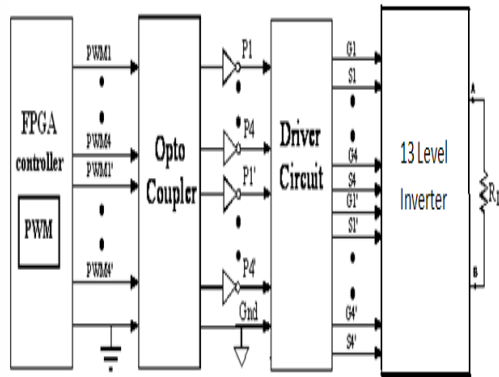 FPGA
controller
PWM
PWM1
PWM4
PWM1'
PWM4'
Opto
Coupler
P1
P4
P1'
P4'
Gnd
Driver
Circuit
G1
S1
G4
S4
G1'
S1'
G4'
S4'
13 Level
Inverter
A
B